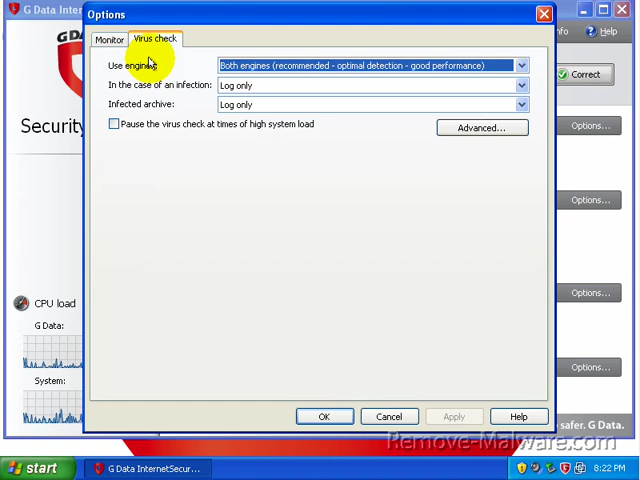 G Data Inte
Options
Monitor
Virus check
Info
Help
Use engine
Both engines (recommended - optimal detection - good performance)
In the case of an infection:
Log only
Infected archive:
Log only
Pause the virus check at times of high system load
Advanced...
Correct
Security
Options...
Options...
Options...
Options...
CPU load
G Data:
System:
OK
Cancel
Apply
Help
safer. G Data.
Remove-Malware.com
start
G Data InternetSecur...
8:22 PM